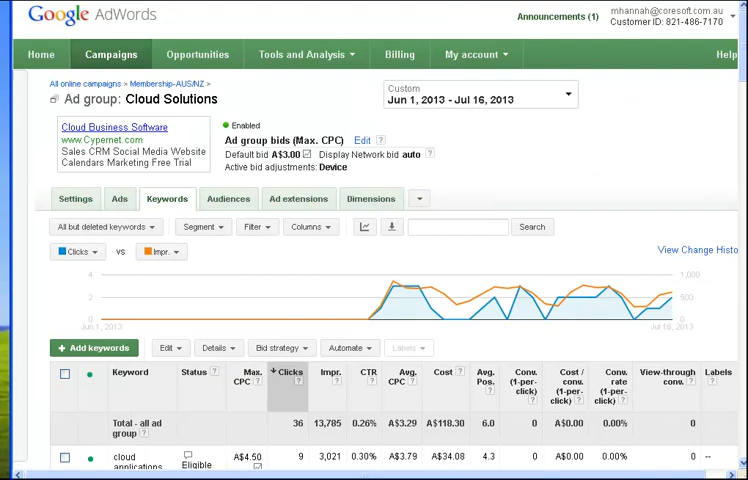 Google AdWords
Announcements (1)
mhannah@coresoft.com.au
Customer ID: 821-486-7170
Home Campaigns Opportunities Tools and Analysis Billing My account Help
All online campaigns > Membership-AUS/NZ >
Ad group: Cloud Solutions
Custom
Jun 1, 2013 - Jul 16, 2013
Cloud Business Software
www.Cypernet.com
Sales CRM Social Media Website
Calendars Marketing Free Trial
Enabled
Ad group bids (Max. CPC) Edit ?
Default bid A$3.00 Display Network bid auto ?
Active bid adjustments: Device
Settings Ads Keywords Audiences Ad extensions Dimensions
All but deleted keywords Segment Filter Columns Search
Clicks vs Impr.
View Change Histo
4 1,000
2 500
0 0
Jun 1, 2013 Jul 16, 2013
+ Add keywords Edit Details Bid strategy Automate Labels
Keyword Status ? Max. CPC ? Clicks ? Impr. ? CTR ? Avg. CPC ? Cost ? Avg. Pos. ? Conv. (1-per-click) ? Cost / conv. (1-per-click) ? Conv. rate (1-per-click) ? View-through conv. ? Labels ?
Total - all ad group ? 36 13,785 0.26% A$3.29 A$118.30 6.0 0 A$0.00 0.00% 0
cloud applications Eligible A$4.50 9 3,021 0.30% A$3.79 A$34.08 4.3 0 A$0.00 0.00% 0 --